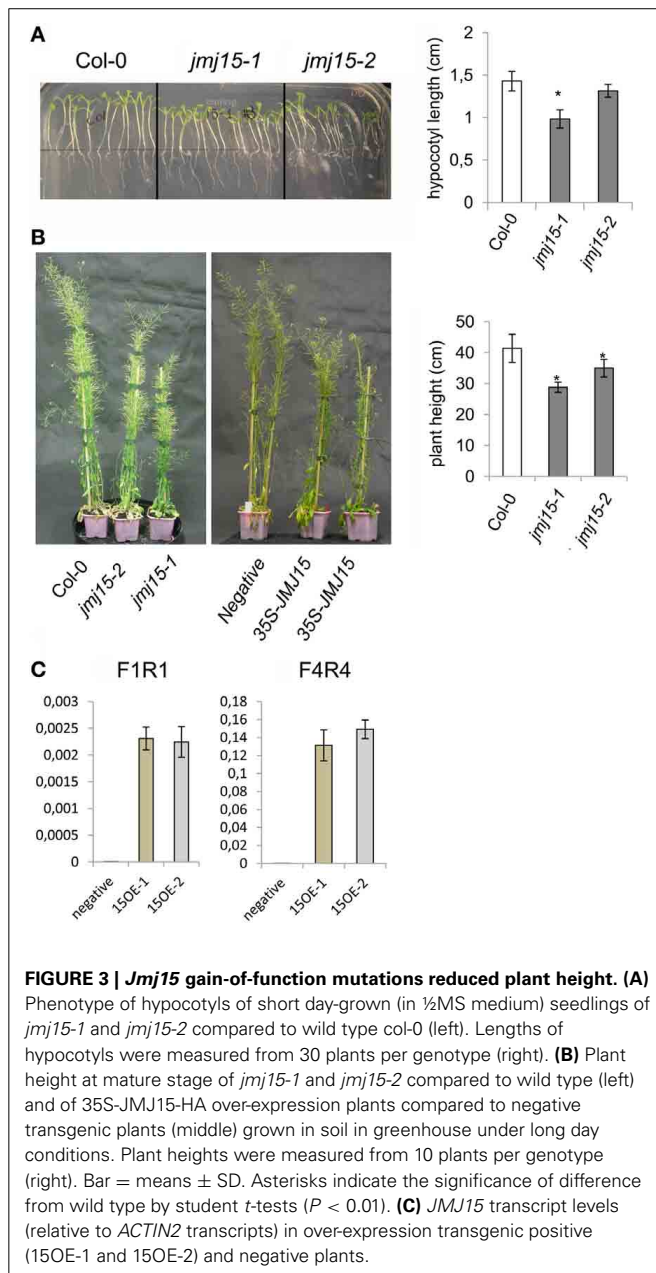 A
Col-0 jmj15-1 jmj15-2
hypocotyl length (cm)
1,5
1
0,5
0
Col-0
jmj15-1
*
jmj15-2
B
Col-0
jmj15-2
jmj15-1
Negative
35S-JMJ15
35S-JMJ15
plant height (cm)
50
40
30
20
10
0
Col-0
jmj15-1
*
jmj15-2
*
C
F1R1
0,003
0,0025
0,002
0,0015
0,001
0,0005
0
negative
15OE-1
15OE-2
F4R4
0,18
0,16
0,14
0,12
0,1
0,08
0,06
0,04
0,02
0
negative
15OE-1
15OE-2
FIGURE 3 | Jmj15 gain-of-function mutations reduced plant height. (A)
Phenotype of hypocotyls of short day-grown (in ½MS medium) seedlings of
jmj15-1 and jmj15-2 compared to wild type col-0 (left). Lengths of
hypocotyls were measured from 30 plants per genotype (right). (B) Plant
height at mature stage of jmj15-1 and jmj15-2 compared to wild type (left)
and of 35S-JMJ15-HA over-expression plants compared to negative
transgenic plants (middle) grown in soil in greenhouse under long day
conditions. Plant heights were measured from 10 plants per genotype
(right). Bar = means ± SD. Asterisks indicate the significance of difference
from wild type by student t-tests (P < 0.01). (C) JMJ15 transcript levels
(relative to ACTIN2 transcripts) in over-expression transgenic positive
(15OE-1 and 15OE-2) and negative plants.